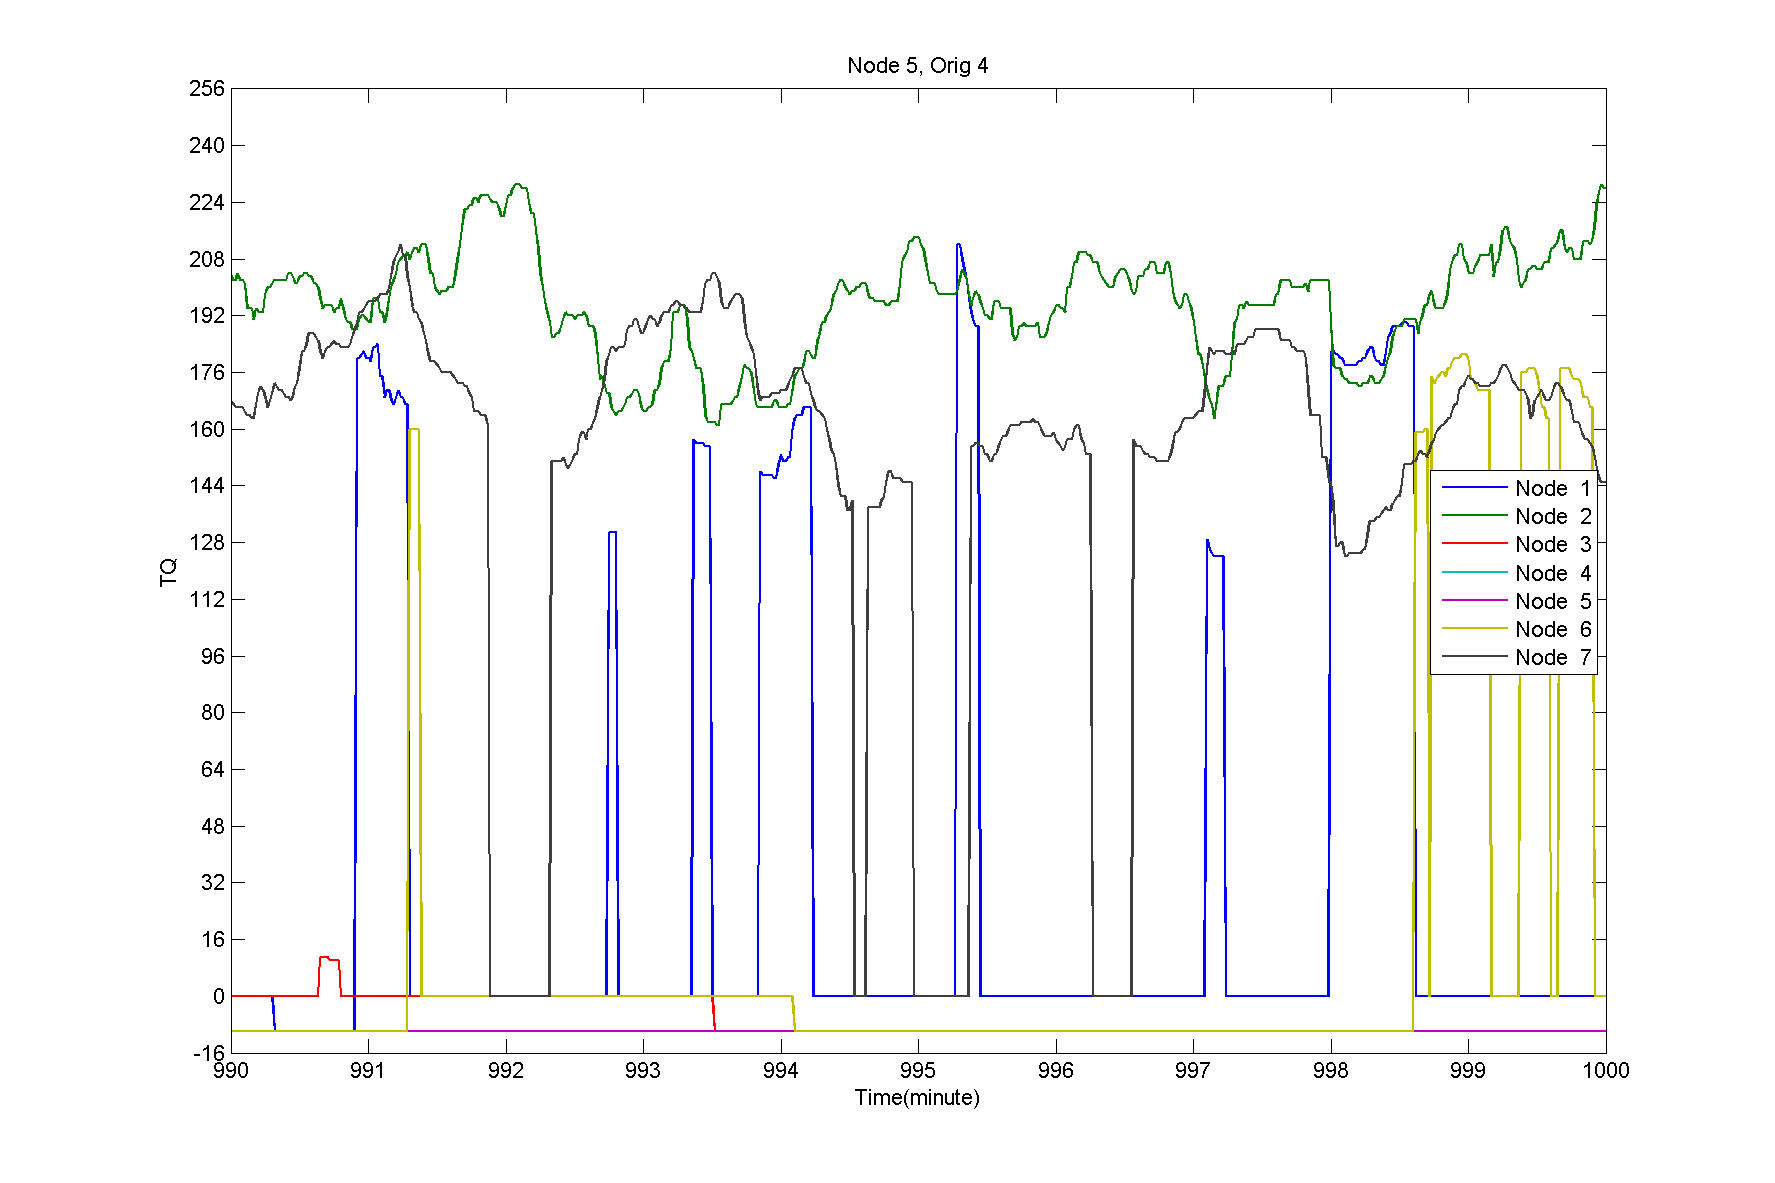 Node 5, Orig 4
256
240
224
208
192
176
160
144
128
112
96
80
64
48
32
16
0
-16
TQ
Node 1
Node 2
Node 3
Node 4
Node 5
Node 6
Node 7
990 991 992 993 994 995 996 997 998 999 1000
Time(minute)